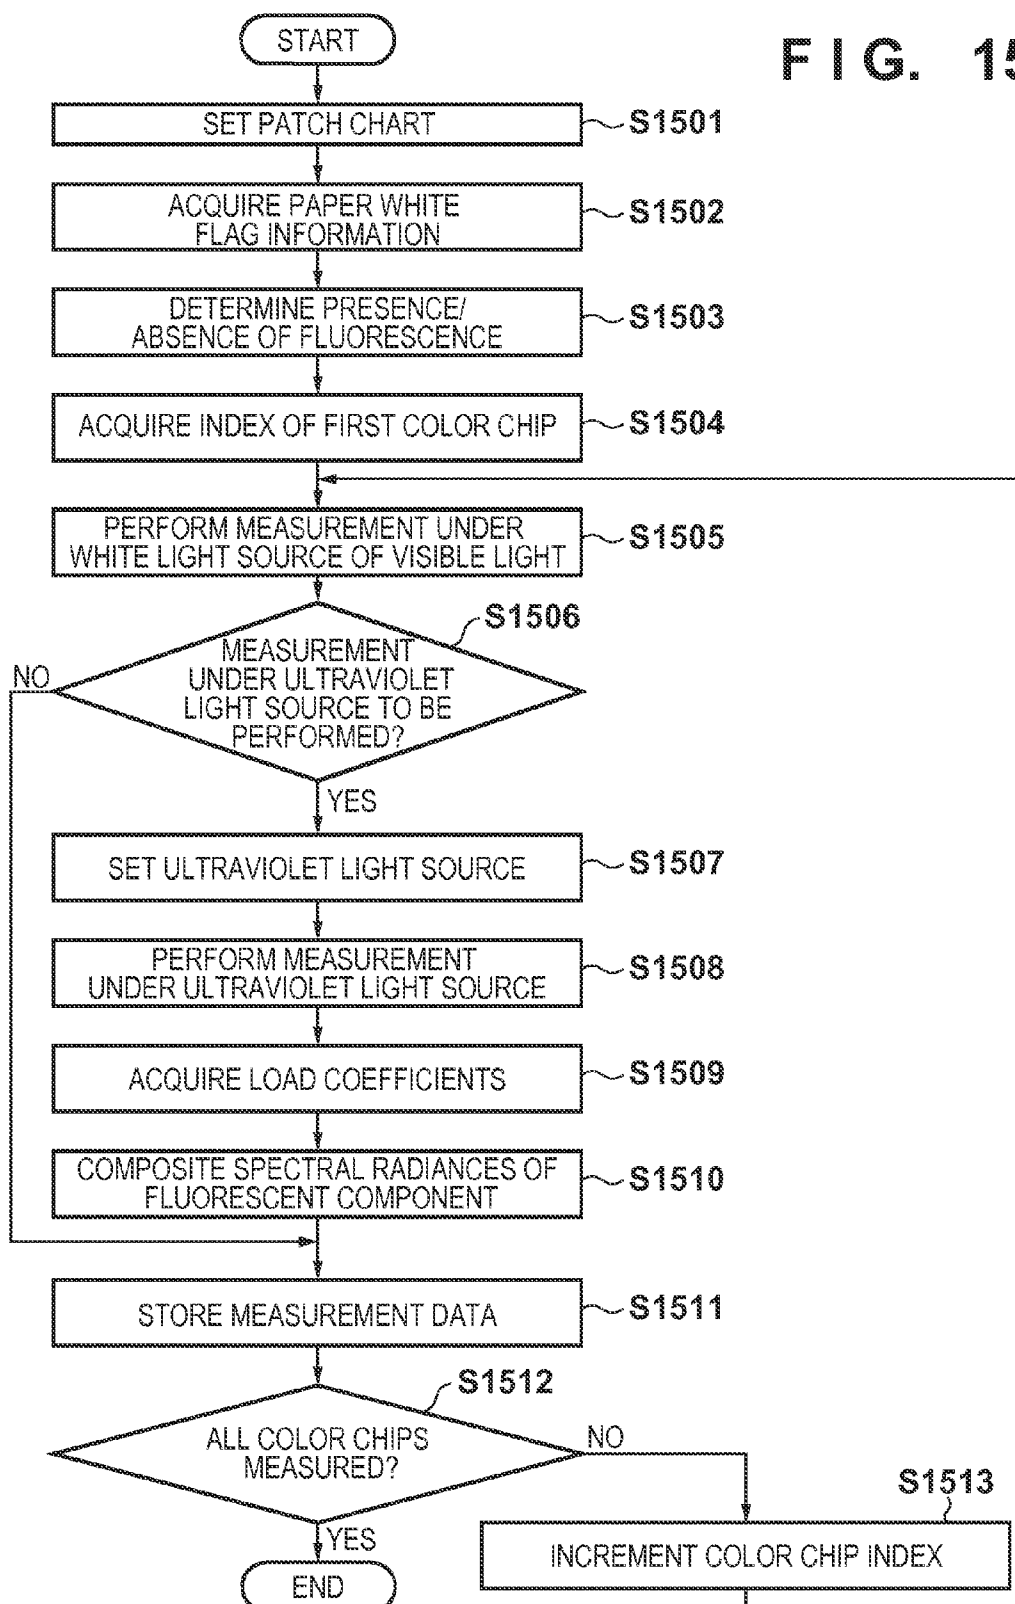 START
F I G. 15
SET PATCH CHART
S1501
ACQUIRE PAPER WHITE
FLAG INFORMATION
S1502
DETERMINE PRESENCE/
ABSENCE OF FLUORESCENCE
S1503
ACQUIRE INDEX OF FIRST COLOR CHIP
S1504
PERFORM MEASUREMENT UNDER
WHITE LIGHT SOURCE OF VISIBLE LIGHT
S1505
S1506
MEASUREMENT
UNDER ULTRAVIOLET
LIGHT SOURCE TO BE
PERFORMED?
NO
YES
SET ULTRAVIOLET LIGHT SOURCE
S1507
PERFORM MEASUREMENT
UNDER ULTRAVIOLET LIGHT SOURCE
S1508
ACQUIRE LOAD COEFFICIENTS
S1509
COMPOSITE SPECTRAL RADIANCES OF
FLUORESCENT COMPONENT
S1510
STORE MEASUREMENT DATA
S1511
S1512
ALL COLOR CHIPS
MEASURED?
NO
YES
S1513
INCREMENT COLOR CHIP INDEX
END